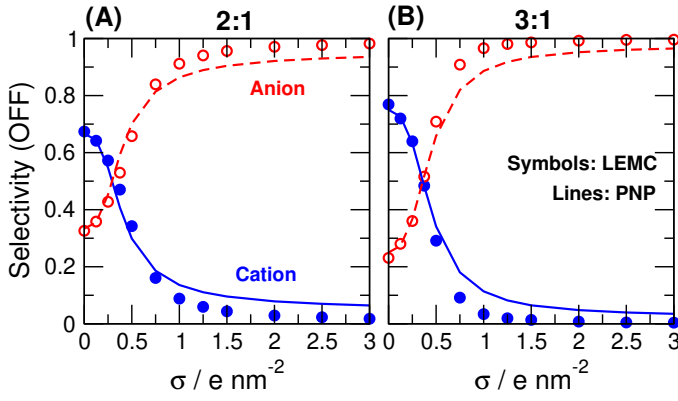 (A) 2:1
(B) 3:1
Selectivity (OFF)
1
0.8
0.6
0.4
0.2
0
Anion
Cation
Symbols: LEMC
Lines: PNP
0 0.5 1 1.5 2 2.5 3
0 0.5 1 1.5 2 2.5 3
σ / e nm⁻²
σ / e nm⁻²